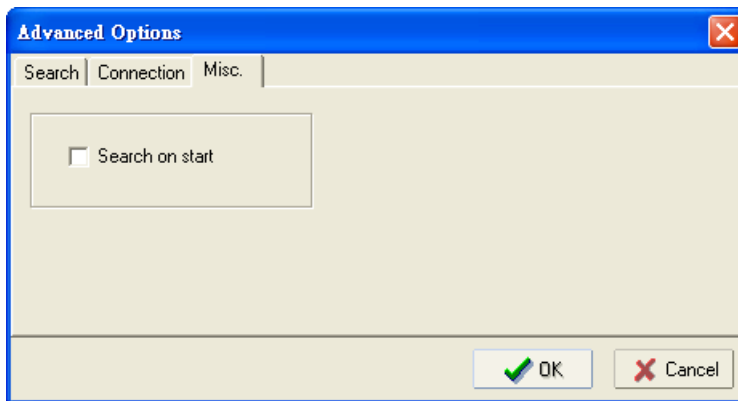 Advanced Options
Search Connection Misc.
Search on start
OK Cancel